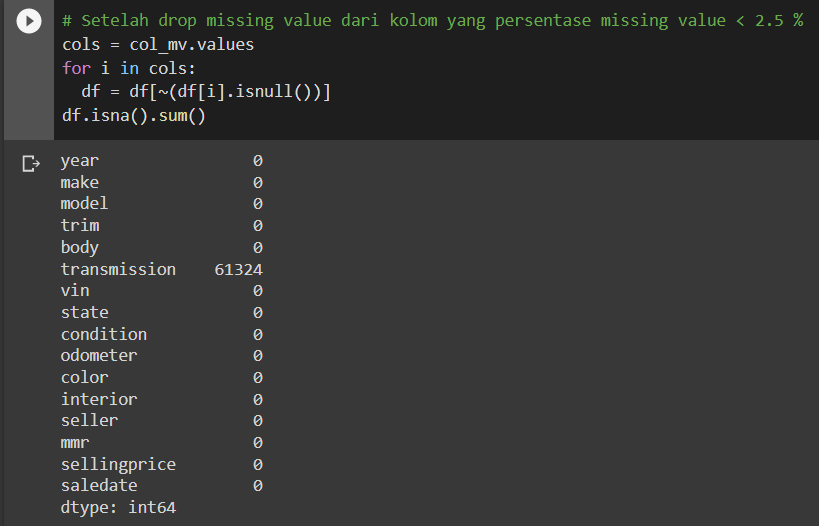 # Setelah drop missing value dari kolom yang persentase missing value < 2.5 %
cols = col_mv.values
for i in cols:
  df = df[~(df[i].isnull())]
df.isna().sum()
year 0
make 0
model 0
trim 0
body 0
transmission 61324
vin 0
state 0
condition 0
odometer 0
color 0
interior 0
seller 0
mmr 0
sellingprice 0
saledate 0
dtype: int64